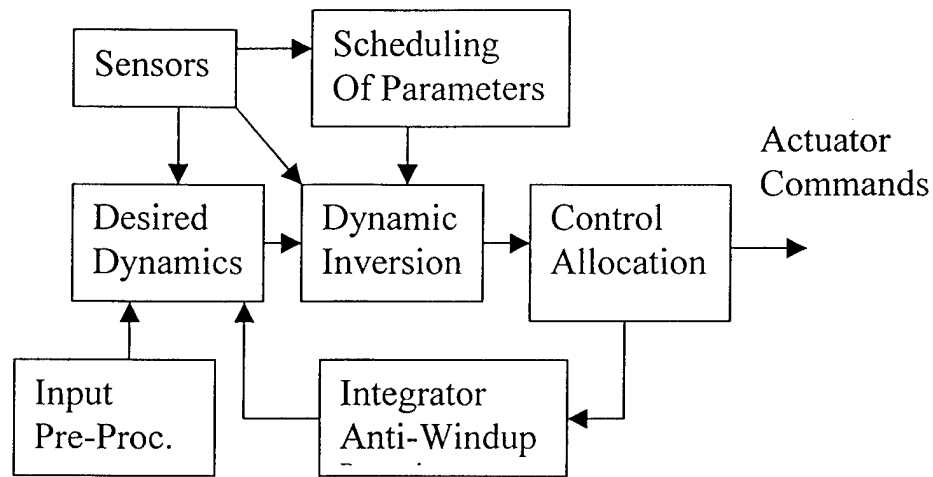 Sensors
Scheduling
Of Parameters
Actuator
Commands
Desired
Dynamics
Dynamic
Inversion
Control
Allocation
Input
Pre-Proc.
Integrator
Anti-Windup